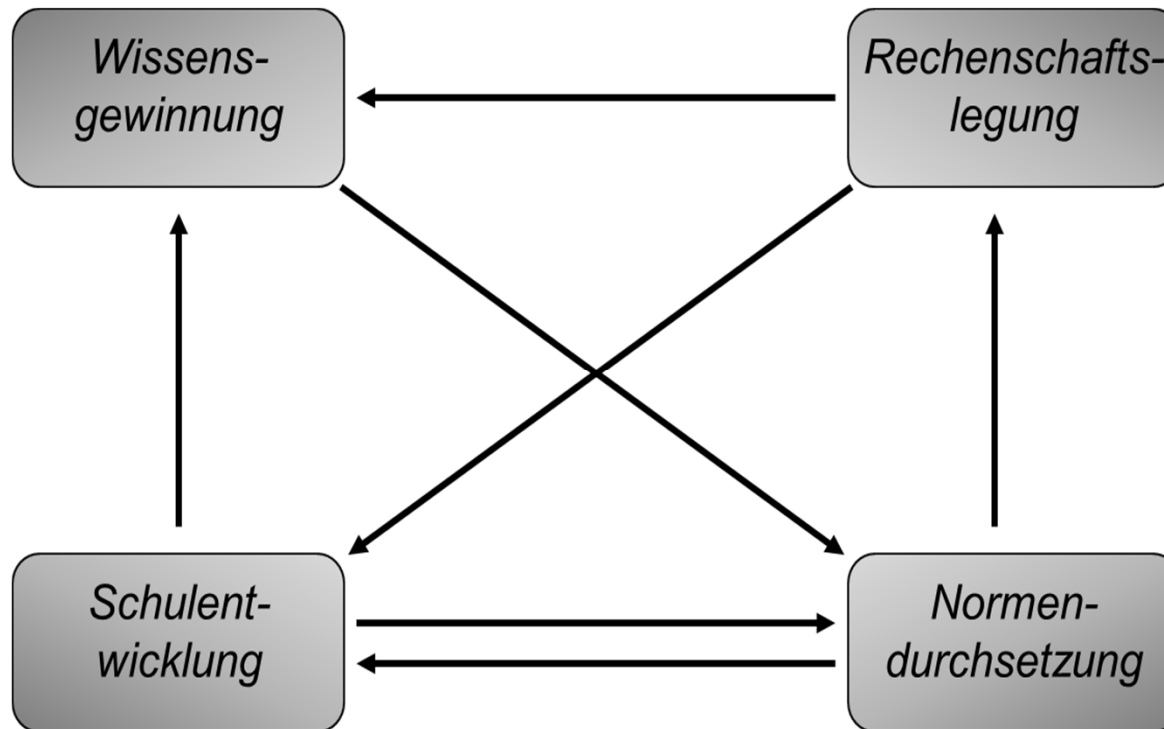 Wissens-
gewinnung
Rechenschafts-
legung
Schulent-
wicklung
Normen-
durchsetzung